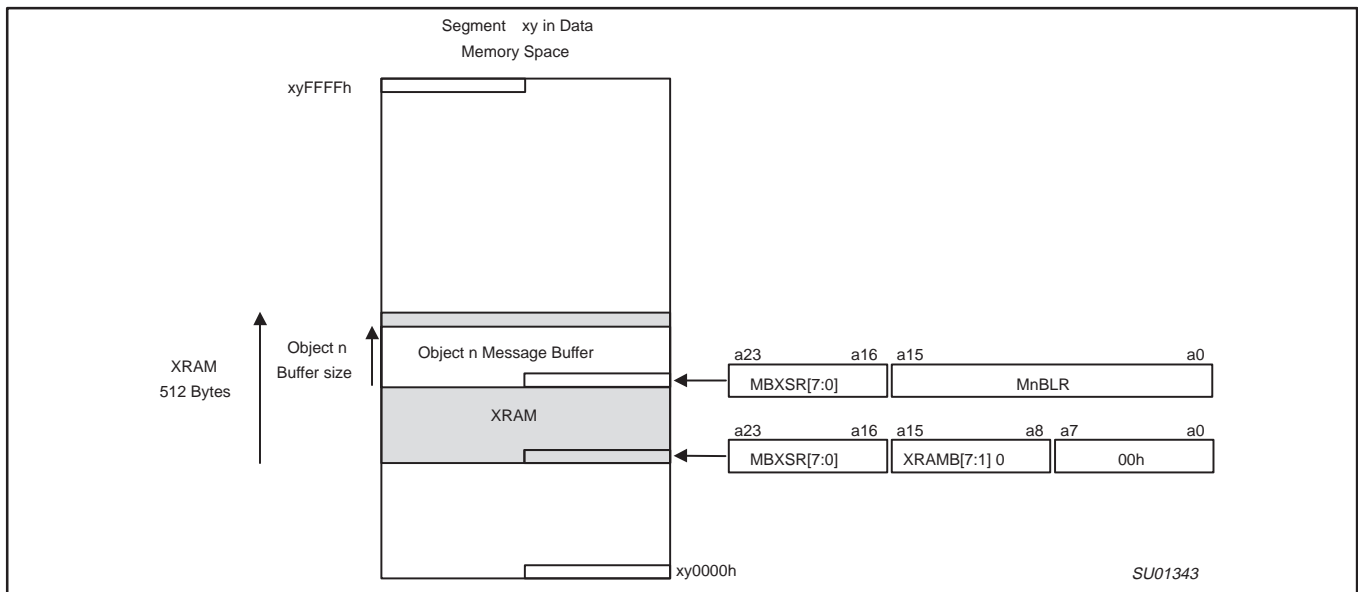 Segment xy in Data
Memory Space
xyFFFFh
XRAM
512 Bytes
Object n
Buffer size
Object n Message Buffer
XRAM
a23 a16 a15 a0
MBXSR[7:0] MnBLR
a23 a16 a15 a8 a7 a0
MBXSR[7:0] XRAMB[7:1] 0 00h
xy0000h
SU01343